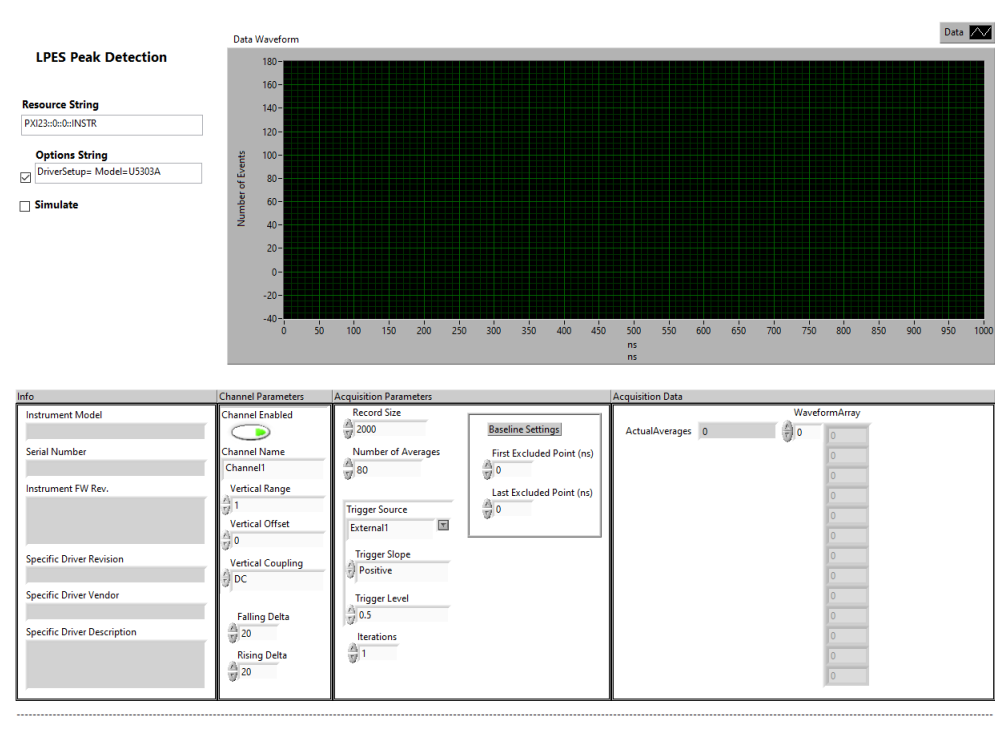 LPES Peak Detection
Resource String
PXI23::0::0::INSTR
Options String
DriverSetup= Model=U5303A
Simulate
Data Waveform
Data
Number of Events
180
160
140
120
100
80
60
40
20
0
-20
-40
0 50 100 150 200 250 300 350 400 450 500 550 600 650 700 750 800 850 900 950 1000
ns
ns
Info
Instrument Model
Serial Number
Instrument FW Rev.
Specific Driver Revision
Specific Driver Vendor
Specific Driver Description
Channel Parameters
Channel Enabled
Channel Name
Channel1
Vertical Range
1
Vertical Offset
0
Vertical Coupling
DC
Falling Delta
20
Rising Delta
20
Acquisition Parameters
Record Size
2000
Number of Averages
80
Trigger Source
External1
Trigger Slope
Positive
Trigger Level
0.5
Iterations
1
Baseline Settings
First Excluded Point (ns)
0
Last Excluded Point (ns)
0
Acquisition Data
ActualAverages 0
WaveformArray
0
0
0
0
0
0
0
0
0
0
0
0
0
0